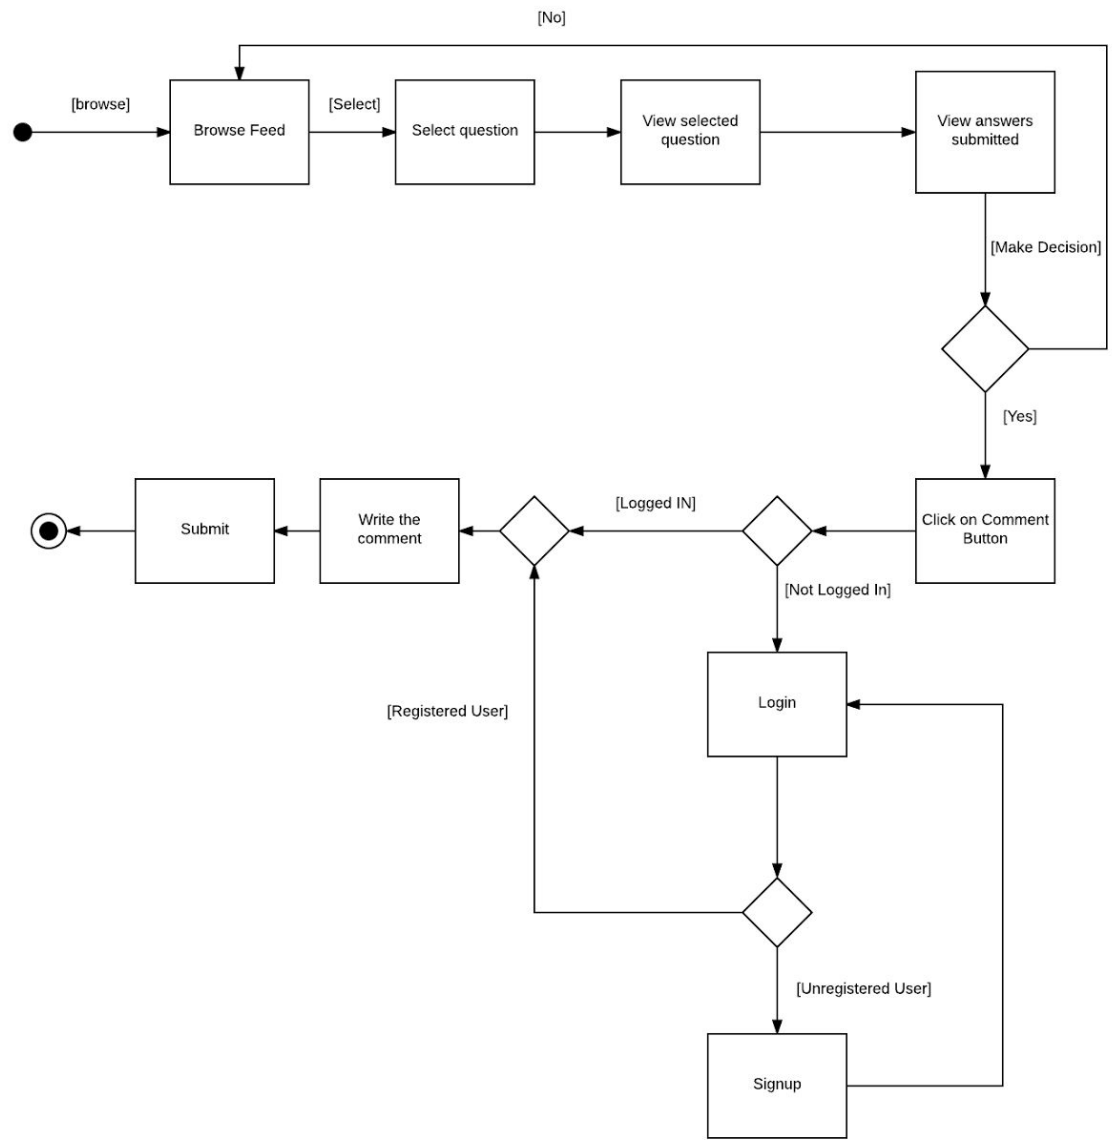 [No]
[browse]
[Select]
Browse Feed
Select question
View selected
question
View answers
submitted
[Make Decision]
[Yes]
Click on Comment
Button
[Logged IN]
Write the
comment
Submit
[Not Logged In]
Login
[Registered User]
[Unregistered User]
Signup